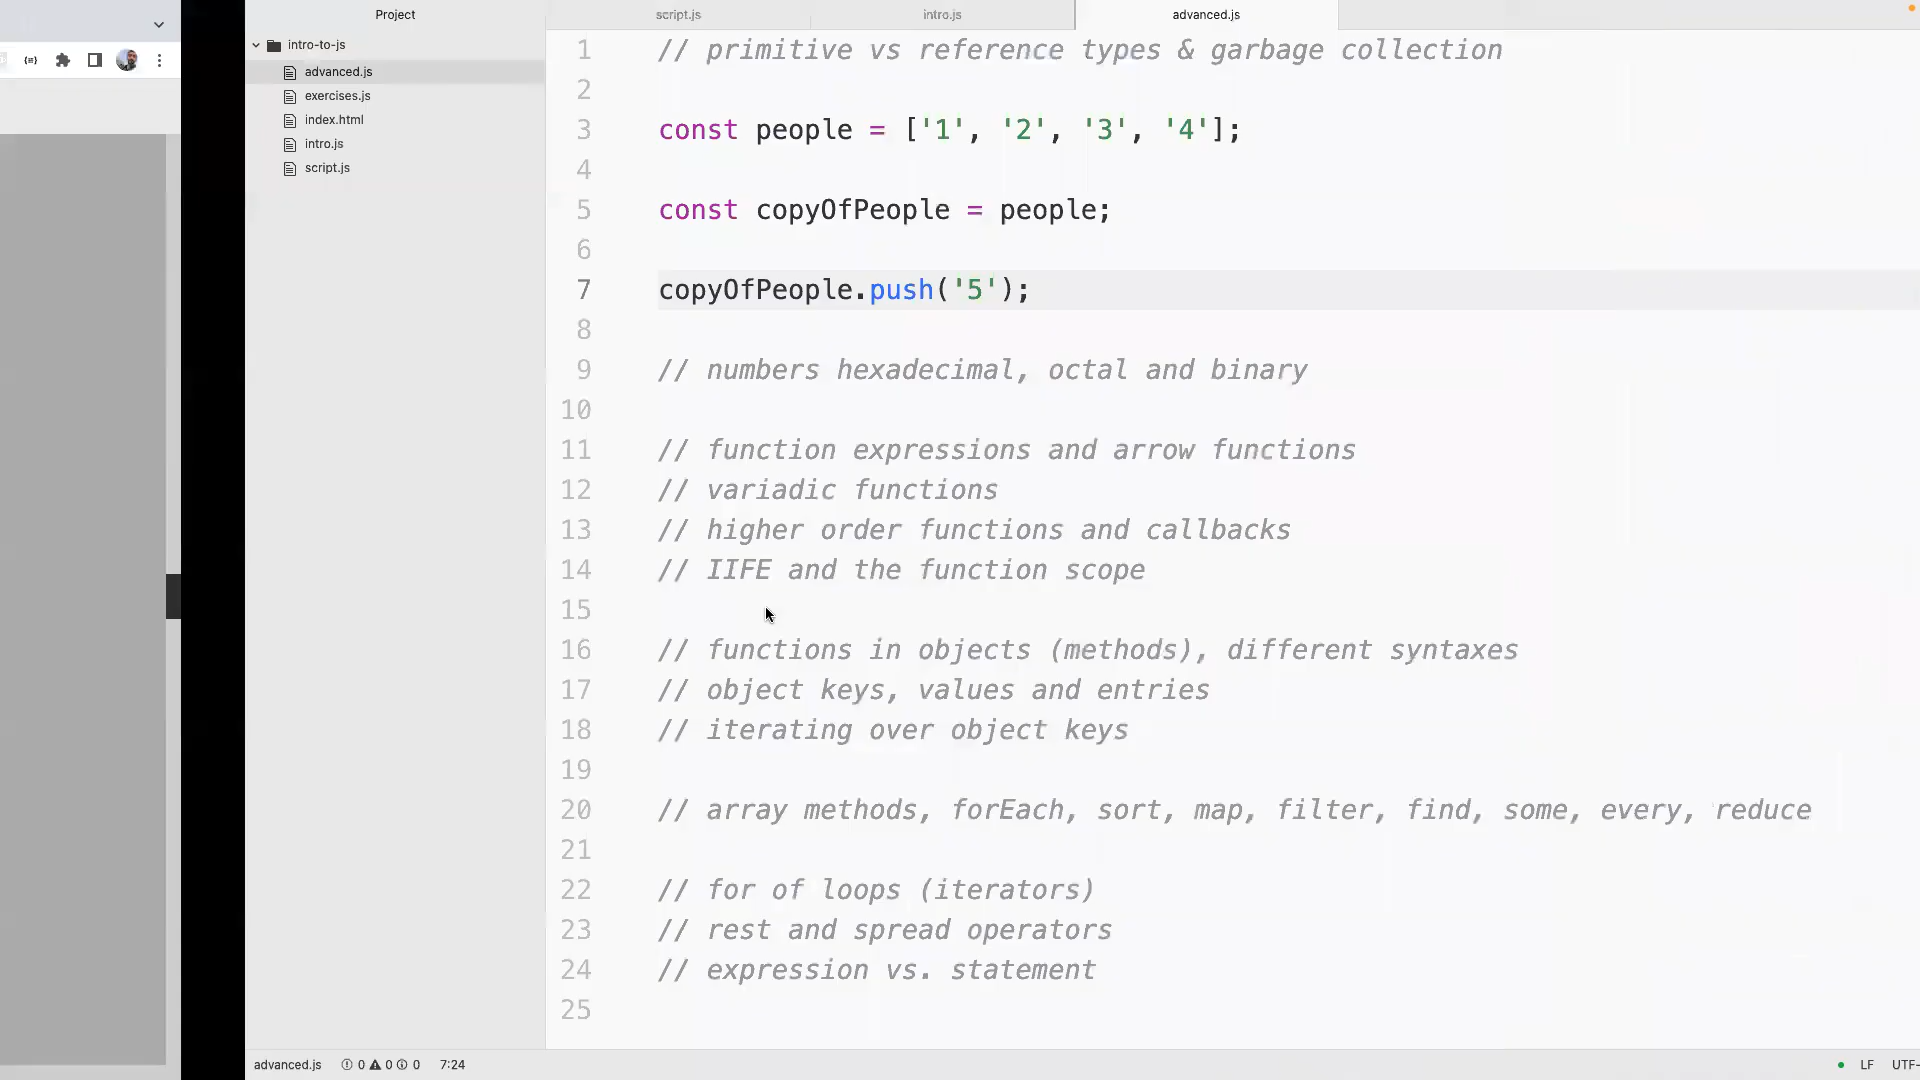 Project
script.js
intro.js
advanced.js
intro-to-js
advanced.js
exercises.js
index.html
intro.js
script.js
1 // primitive vs reference types & garbage collection
2
3 const people = ['1', '2', '3', '4'];
4
5 const copyOfPeople = people;
6
7 copyOfPeople.push('5');
8
9 // numbers hexadecimal, octal and binary
10
11 // function expressions and arrow functions
12 // variadic functions
13 // higher order functions and callbacks
14 // IIFE and the function scope
15
16 // functions in objects (methods), different syntaxes
17 // object keys, values and entries
18 // iterating over object keys
19
20 // array methods, forEach, sort, map, filter, find, some, every, reduce
21
22 // for of loops (iterators)
23 // rest and spread operators
24 // expression vs. statement
25
advanced.js 0 0 0 7:24 LF UTF-